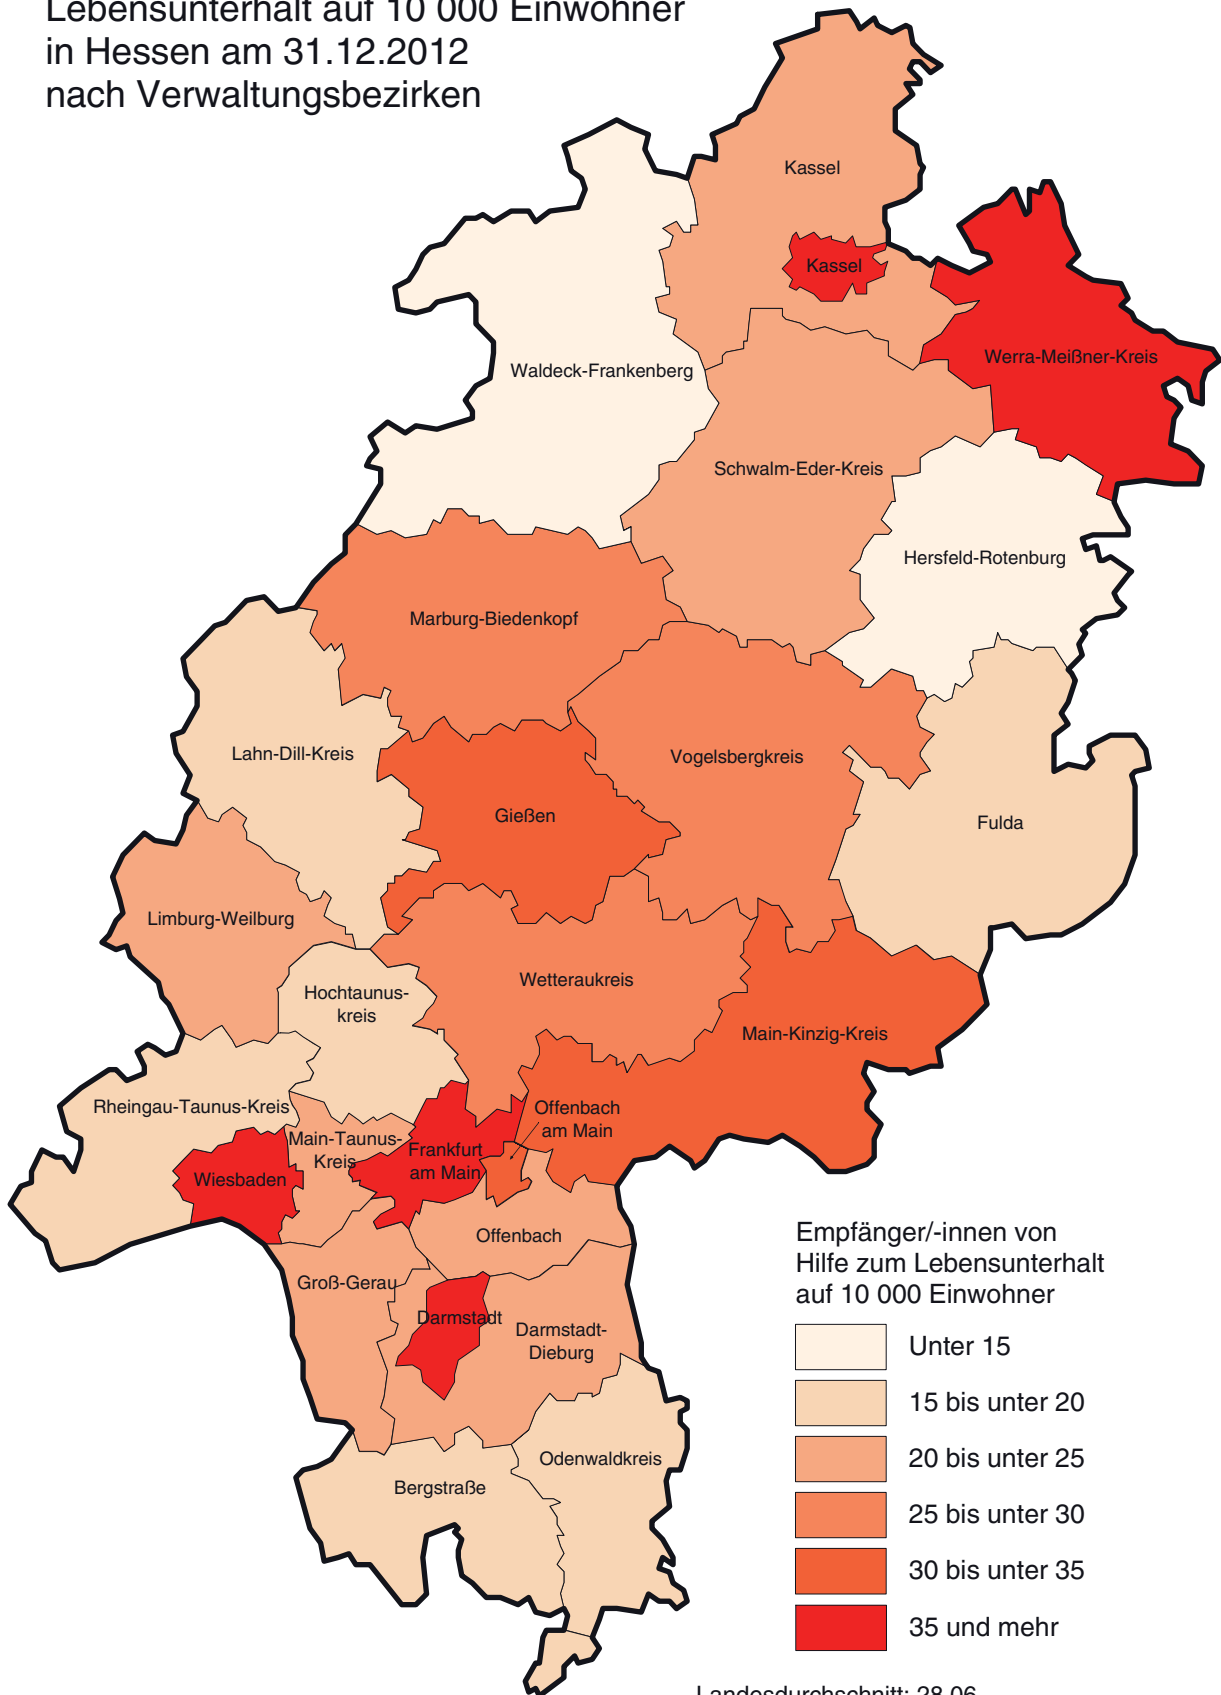 Lebensunterhalt auf 10 000 Einwohner
in Hessen am 31.12.2012
nach Verwaltungsbezirken
Kassel
Kassel
Werra-Meißner-Kreis
Waldeck-Frankenberg
Schwalm-Eder-Kreis
Hersfeld-Rotenburg
Marburg-Biedenkopf
Lahn-Dill-Kreis
Vogelsbergkreis
Gießen
Fulda
Limburg-Weilburg
Wetteraukreis
Hochtaunus-
kreis
Main-Kinzig-Kreis
Rheingau-Taunus-Kreis
Offenbach
am Main
Main-Taunus-
Kreis
Frankfurt
am Main
Wiesbaden
Offenbach
Groß-Gerau
Darmstadt
Darmstadt-
Dieburg
Odenwaldkreis
Bergstraße
Empfänger/-innen von
Hilfe zum Lebensunterhalt
auf 10 000 Einwohner
Unter 15
15 bis unter 20
20 bis unter 25
25 bis unter 30
30 bis unter 35
35 und mehr
Landesdurchschnitt: 28,06